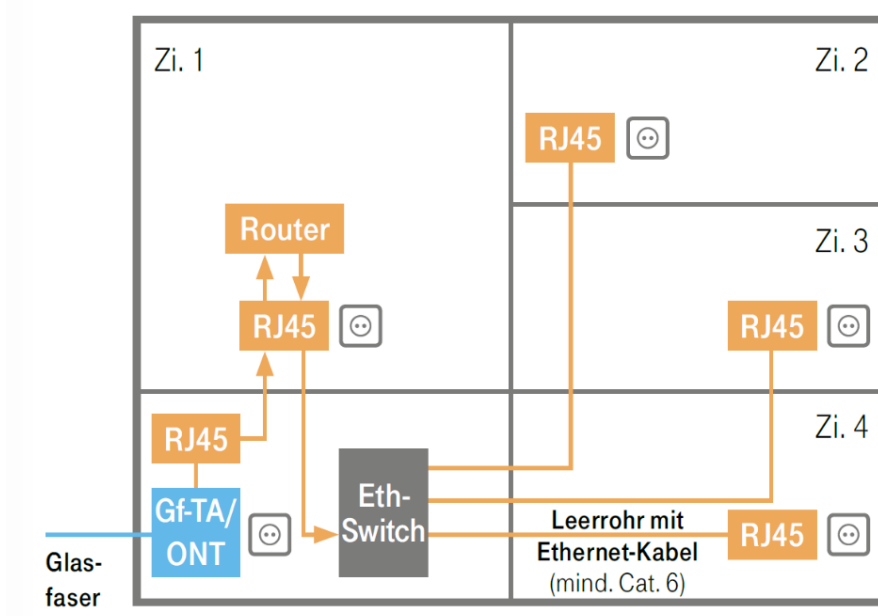 Zi. 1
Zi. 2
RJ45
Router
Zi. 3
RJ45
RJ45
Zi. 4
RJ45
Gf-TA/
ONT
Eth-
Switch
Leerrohr mit
Ethernet-Kabel
(mind. Cat. 6)
RJ45
Glas-
faser